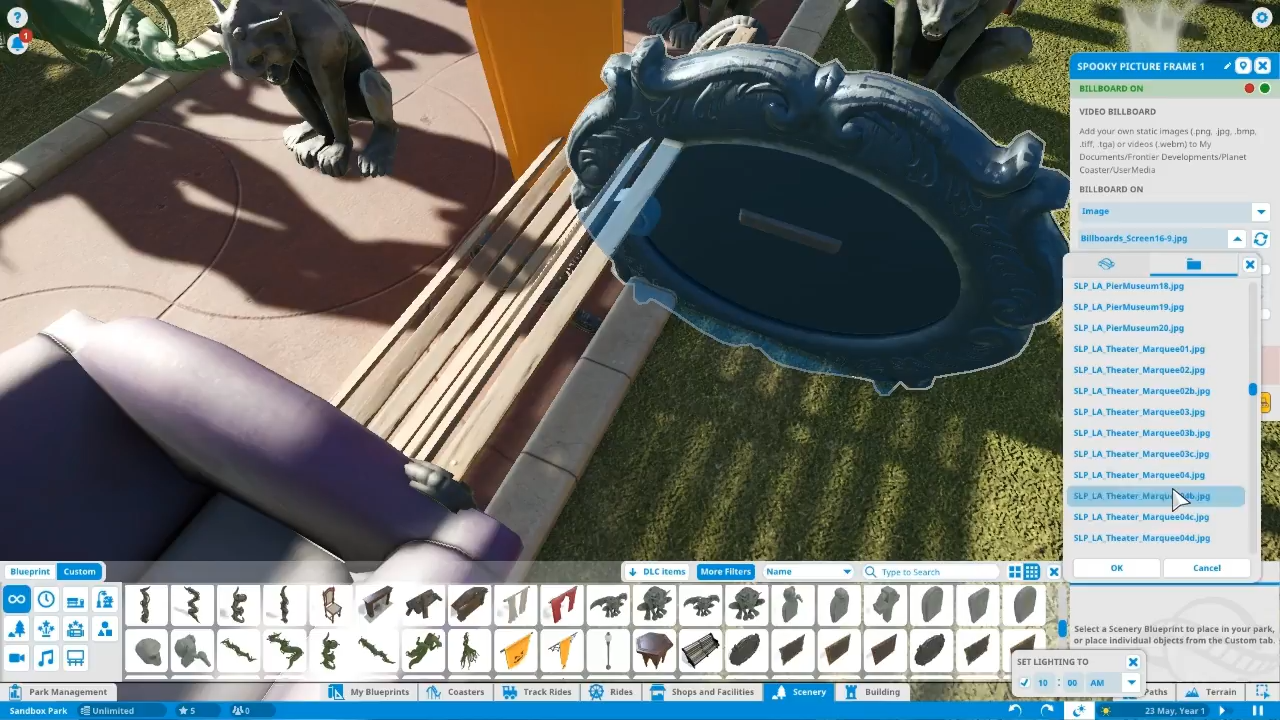 ?
1
SPOOKY PICTURE FRAME 1
BILLBOARD ON
VIDEO BILLBOARD
Add your own static images (.png, .jpg, .bmp,
.tiff, .tga) or videos (.webm) to My
Documents/Frontier Developments/Planet
Coaster/UserMedia
BILLBOARD ON
Image
Billboards_Screen16-9.jpg
SLP_LA_PierMuseum18.jpg
SLP_LA_PierMuseum19.jpg
SLP_LA_PierMuseum20.jpg
SLP_LA_Theater_Marquee01.jpg
SLP_LA_Theater_Marquee02.jpg
SLP_LA_Theater_Marquee02b.jpg
SLP_LA_Theater_Marquee03.jpg
SLP_LA_Theater_Marquee03b.jpg
SLP_LA_Theater_Marquee03c.jpg
SLP_LA_Theater_Marquee04.jpg
SLP_LA_Theater_Marquee04b.jpg
SLP_LA_Theater_Marquee04c.jpg
SLP_LA_Theater_Marquee04d.jpg
OK Cancel
Blueprint Custom DLC items More Filters Name Type to Search
Select a Scenery Blueprint to place in your park,
or place individual objects from the Custom tab.
SET LIGHTING TO
10 : 00 AM
Park Management My Blueprints Coasters Track Rides Rides Shops and Facilities Scenery Building Paths Terrain
Sandbox Park Unlimited 5 0 23 May, Year 1